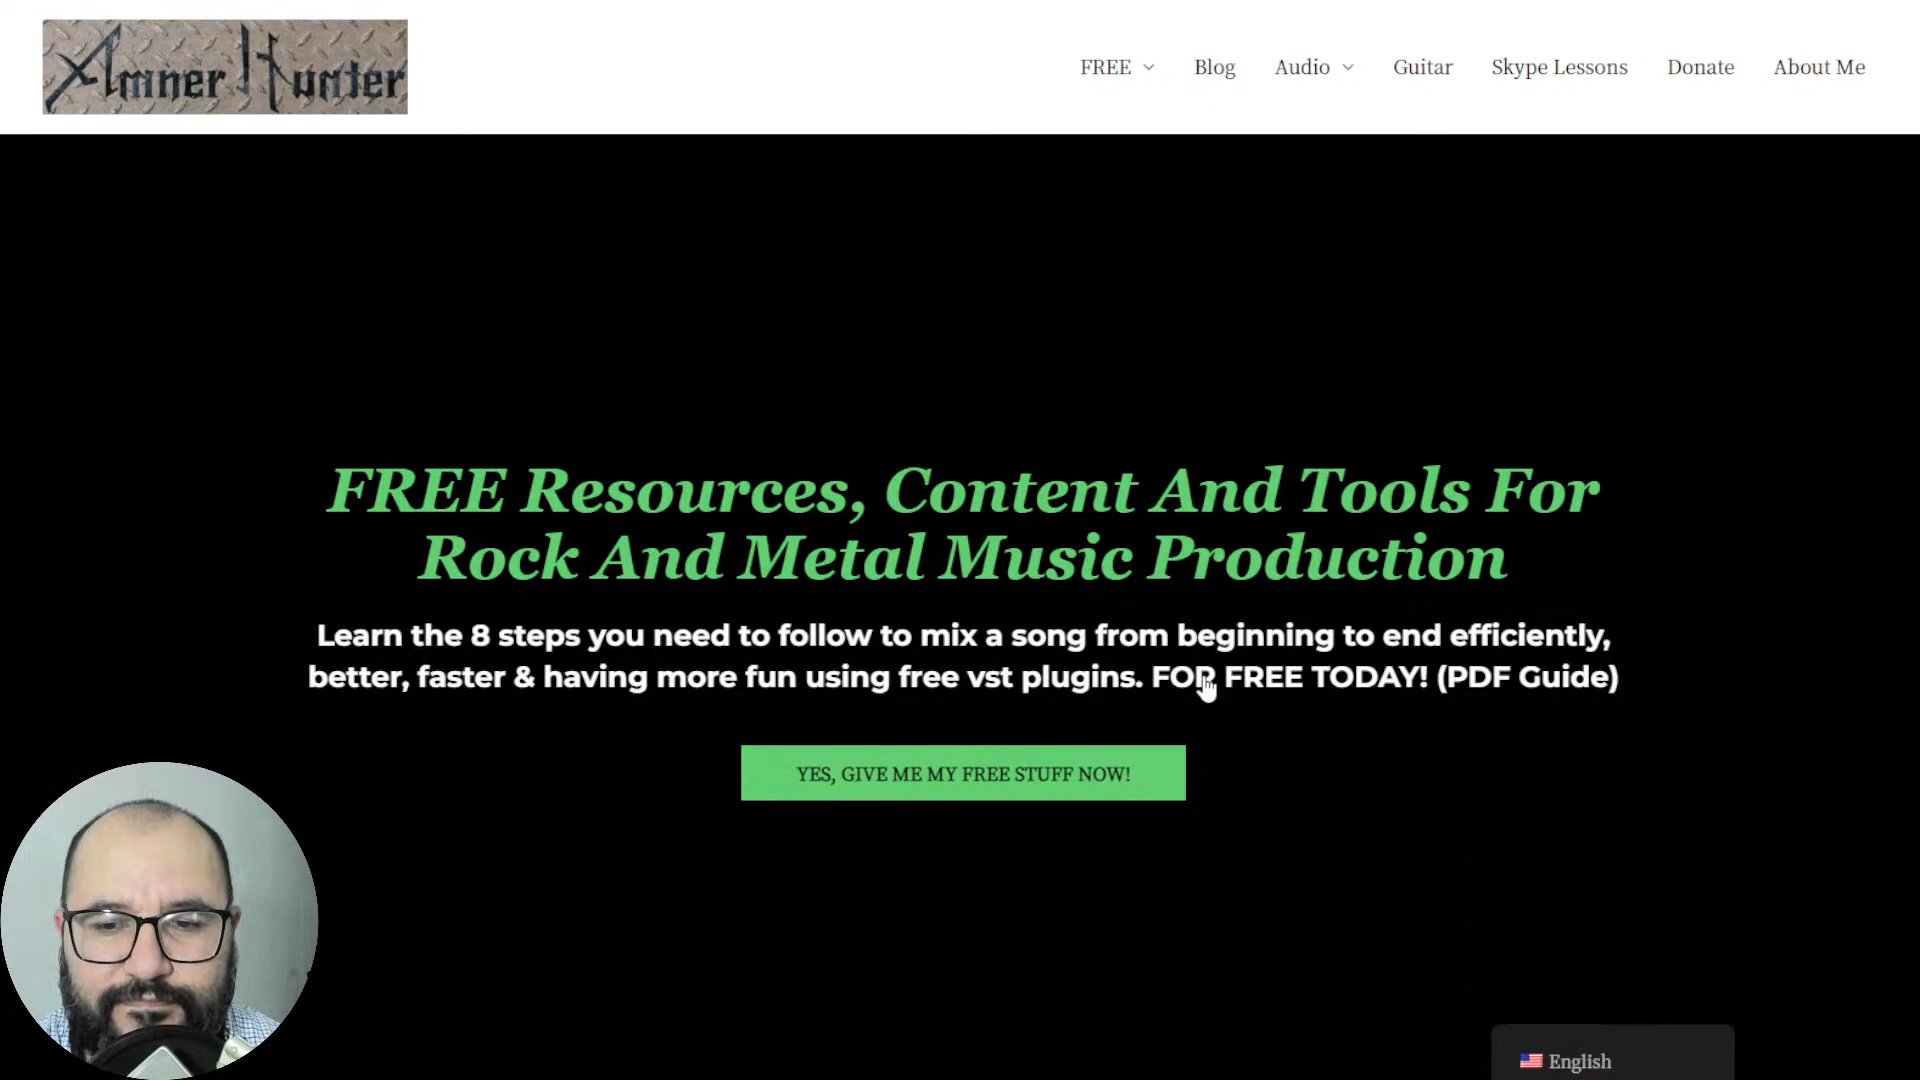 Amner Hunter
FREE Blog Audio Guitar Skype Lessons Donate About Me
FREE Resources, Content And Tools For
Rock And Metal Music Production
Learn the 8 steps you need to follow to mix a song from beginning to end efficiently,
better, faster & having more fun using free vst plugins. FOR FREE TODAY! (PDF Guide)
YES, GIVE ME MY FREE STUFF NOW!
English